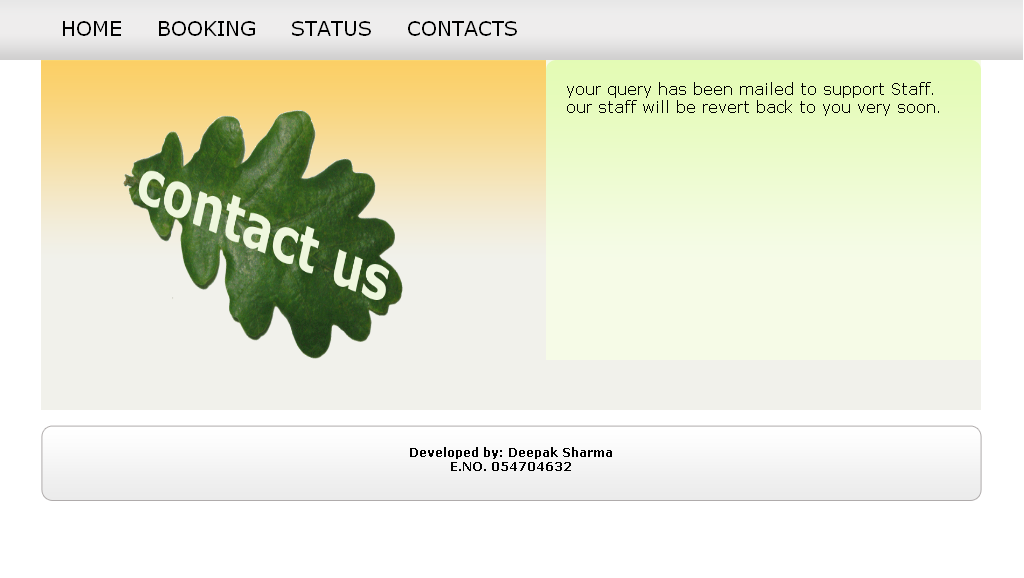 HOME BOOKING STATUS CONTACTS
contact us
your query has been mailed to support Staff.
our staff will be revert back to you very soon.
Developed by: Deepak Sharma
E.NO. 054704632